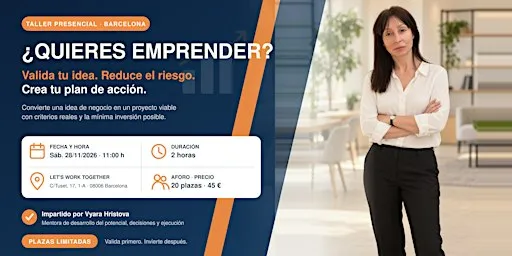 TALLER PRESENCIAL · BARCELONA
¿QUIERES EMPRENDER?
Valida tu idea. Reduce el riesgo.
Crea tu plan de acción.
Convierte una idea de negocio en un proyecto viable
con criterios reales y la mínima inversión posible.
FECHA Y HORA
Sáb. 28/11/2026 · 11:00 h
DURACIÓN
2 horas
LET'S WORK TOGETHER
C/Tuset, 17, 1-A · 08006 Barcelona
AFORO · PRECIO
20 plazas · 45 €
Impartido por Vyara Hristova
Mentora de desarrollo del potencial, decisiones y ejecución
PLAZAS LIMITADAS
Valida primero. Invierte después.